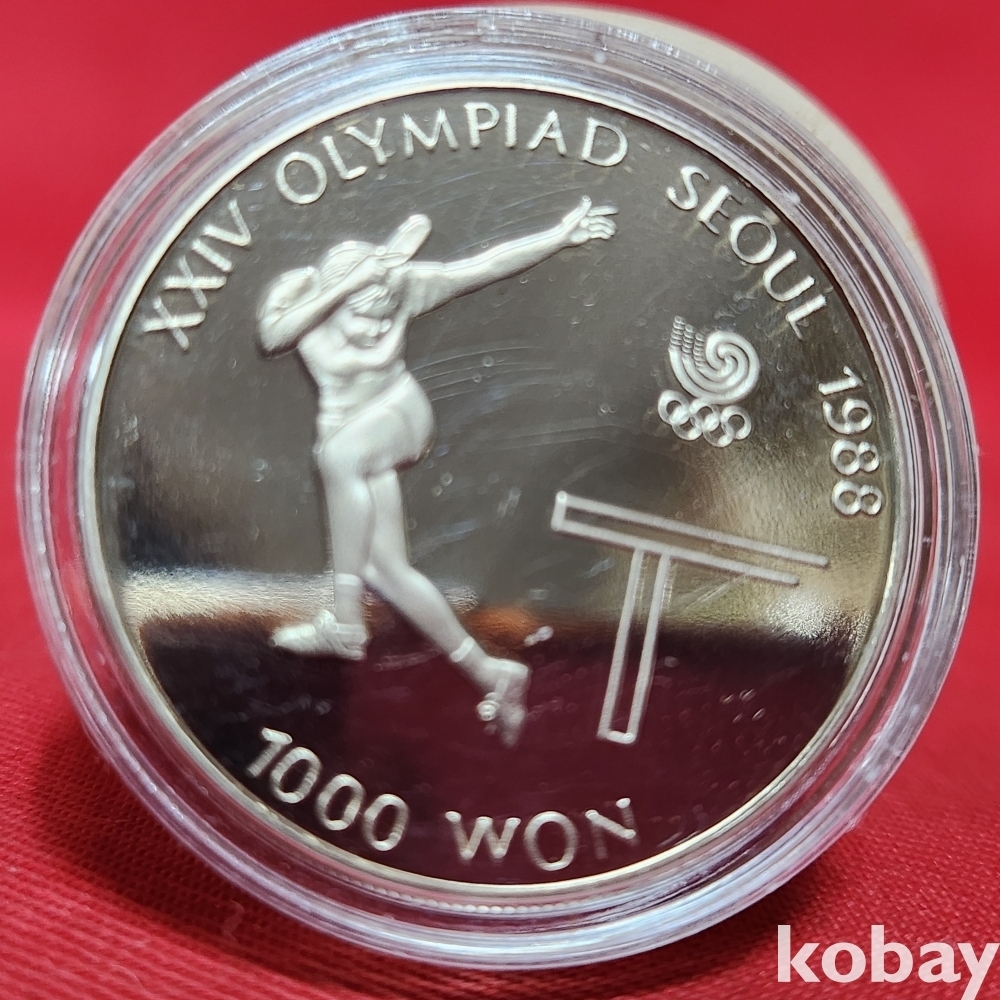 XXIV OLYMPIAD SEOUL 1988
1000 WON
kobay